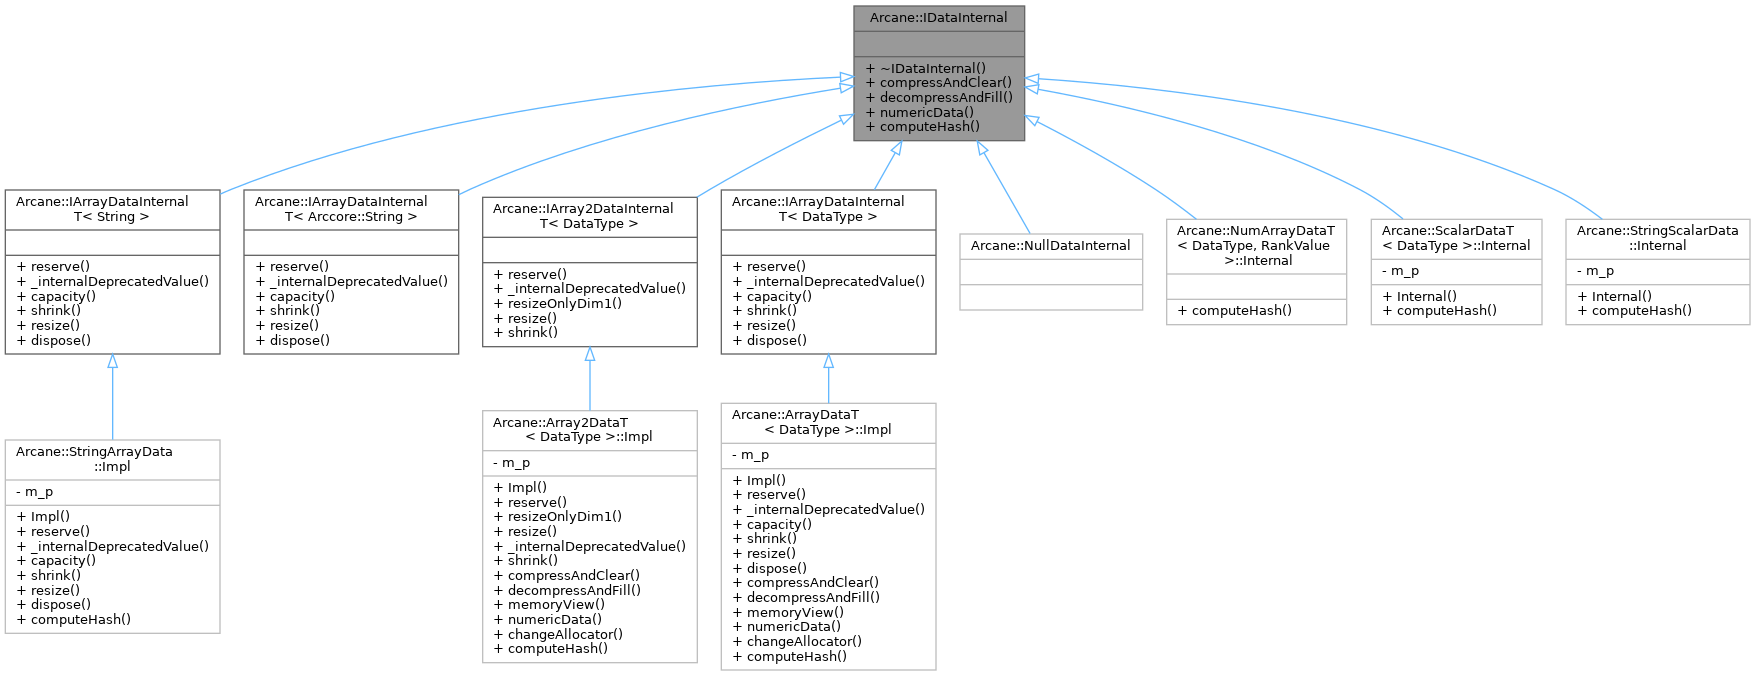 Arcane::IDataInternal
+ ~IDataInternal()
+ compressAndClear()
+ decompressAndFill()
+ numericData()
+ computeHash()
Arcane::IArrayDataInternal
T< String >
+ reserve()
+ _internalDeprecatedValue()
+ capacity()
+ shrink()
+ resize()
+ dispose()
Arcane::IArrayDataInternal
T< Arccore::String >
+ reserve()
+ _internalDeprecatedValue()
+ capacity()
+ shrink()
+ resize()
+ dispose()
Arcane::IArray2DataInternal
T< DataType >
+ reserve()
+ _internalDeprecatedValue()
+ resizeOnlyDim1()
+ resize()
+ shrink()
Arcane::IArrayDataInternal
T< DataType >
+ reserve()
+ _internalDeprecatedValue()
+ capacity()
+ shrink()
+ resize()
+ dispose()
Arcane::NullDataInternal
Arcane::NumArrayDataT
< DataType, RankValue
>::Internal
+ computeHash()
Arcane::ScalarDataT
< DataType >::Internal
- m_p
+ Internal()
+ computeHash()
Arcane::StringScalarData
::Internal
- m_p
+ Internal()
+ computeHash()
Arcane::StringArrayData
::Impl
- m_p
+ Impl()
+ reserve()
+ _internalDeprecatedValue()
+ capacity()
+ shrink()
+ resize()
+ dispose()
+ computeHash()
Arcane::Array2DataT
< DataType >::Impl
- m_p
+ Impl()
+ reserve()
+ resizeOnlyDim1()
+ resize()
+ _internalDeprecatedValue()
+ shrink()
+ compressAndClear()
+ decompressAndFill()
+ memoryView()
+ numericData()
+ changeAllocator()
+ computeHash()
Arcane::ArrayDataT
< DataType >::Impl
- m_p
+ Impl()
+ reserve()
+ _internalDeprecatedValue()
+ capacity()
+ shrink()
+ resize()
+ dispose()
+ compressAndClear()
+ decompressAndFill()
+ memoryView()
+ numericData()
+ changeAllocator()
+ computeHash()